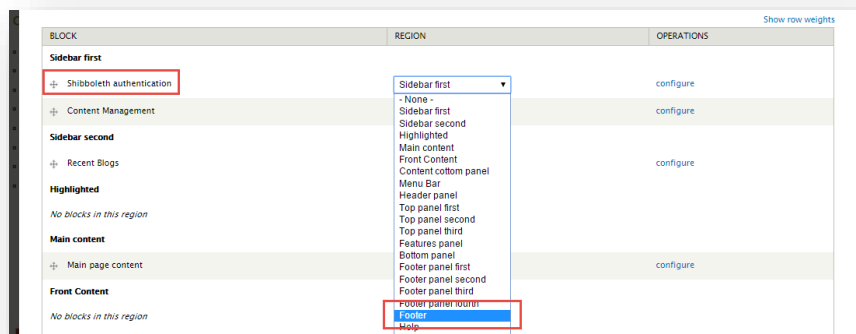 Show row weights
BLOCK REGION OPERATIONS
Sidebar first
Shibboleth authentication Sidebar first configure
- None -
Content Management Sidebar first configure
Sidebar second
Sidebar second Highlighted
Main content
Recent Blogs Front Content configure
Content cottom panel
Highlighted Menu Bar
Header panel
No blocks in this region Top panel first
Top panel second
Main content Top panel third
Features panel
Bottom panel
Main page content Footer panel first configure
Footer panel second
Front Content Footer panel third
Footer panel fourth
No blocks in this region Footer
Help